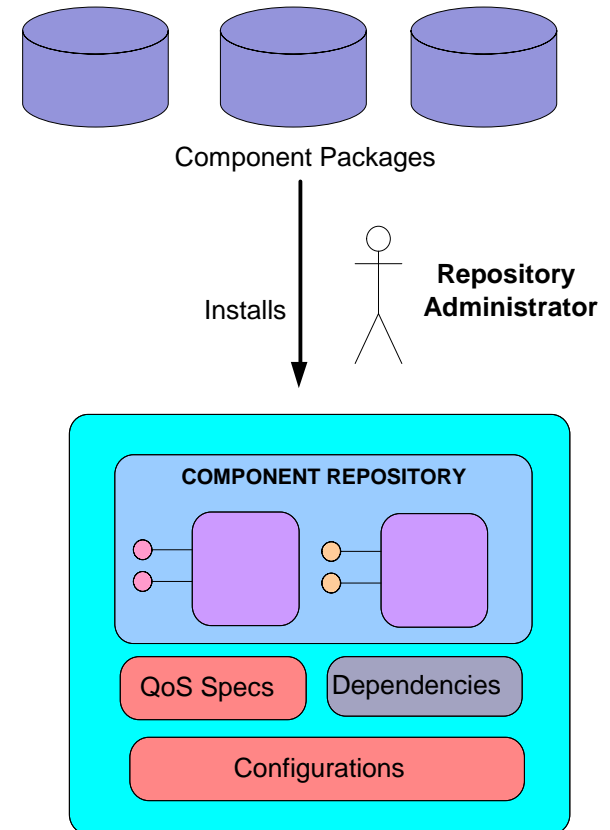 Component Packages
Installs
Repository
Administrator
COMPONENT REPOSITORY
QoS Specs
Dependencies
Configurations